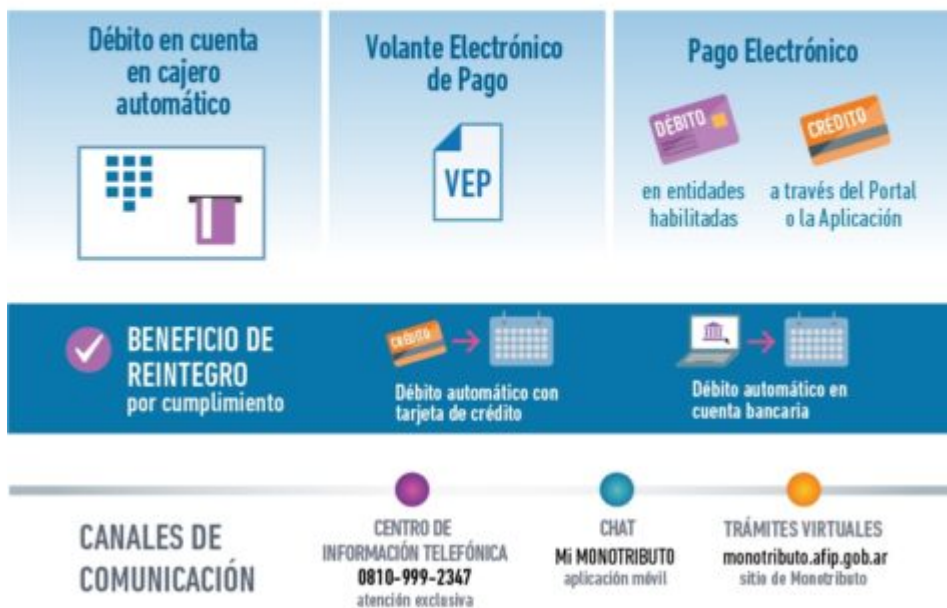 Débito en cuenta
en cajero
automático
Volante Electrónico
de Pago
VEP
Pago Electrónico
DÉBITO
CRÉDITO
en entidades
habilitadas
a través del Portal
o la Aplicación
BENEFICIO DE
REINTEGRO
por cumplimiento
CRÉDITO
Débito automático con
tarjeta de crédito
Débito automático en
cuenta bancaria
CANALES DE
COMUNICACIÓN
CENTRO DE
INFORMACIÓN TELEFÓNICA
0810-999-2347
atención exclusiva
CHAT
Mi MONOTRIBUTO
aplicación móvil
TRÁMITES VIRTUALES
monotributo.afip.gob.ar
sitio de Monotributo